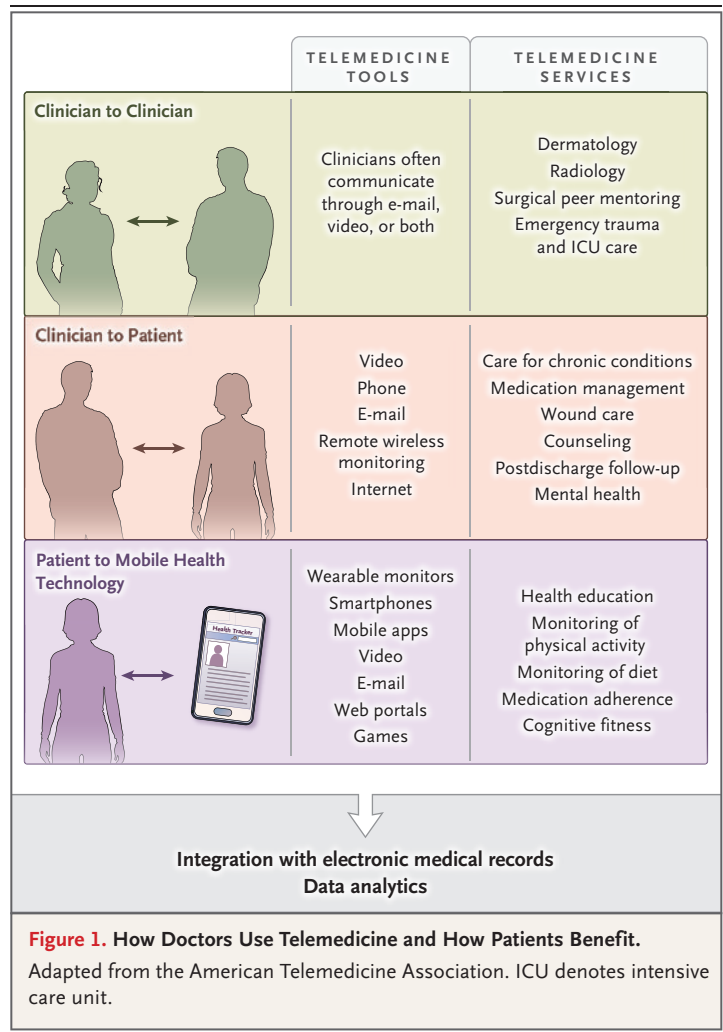 TELEMEDICINE
TOOLS
TELEMEDICINE
SERVICES
Clinician to Clinician
Clinicians often
communicate
through e-mail,
video, or both
Dermatology
Radiology
Surgical peer mentoring
Emergency trauma
and ICU care
Clinician to Patient
Video
Phone
E-mail
Remote wireless
monitoring
Internet
Care for chronic conditions
Medication management
Wound care
Counseling
Postdischarge follow-up
Mental health
Patient to Mobile Health
Technology
Health Tracker
Wearable monitors
Smartphones
Mobile apps
Video
E-mail
Web portals
Games
Health education
Monitoring of
physical activity
Monitoring of diet
Medication adherence
Cognitive fitness
Integration with electronic medical records
Data analytics
Figure 1. How Doctors Use Telemedicine and How Patients Benefit.
Adapted from the American Telemedicine Association. ICU denotes intensive
care unit.